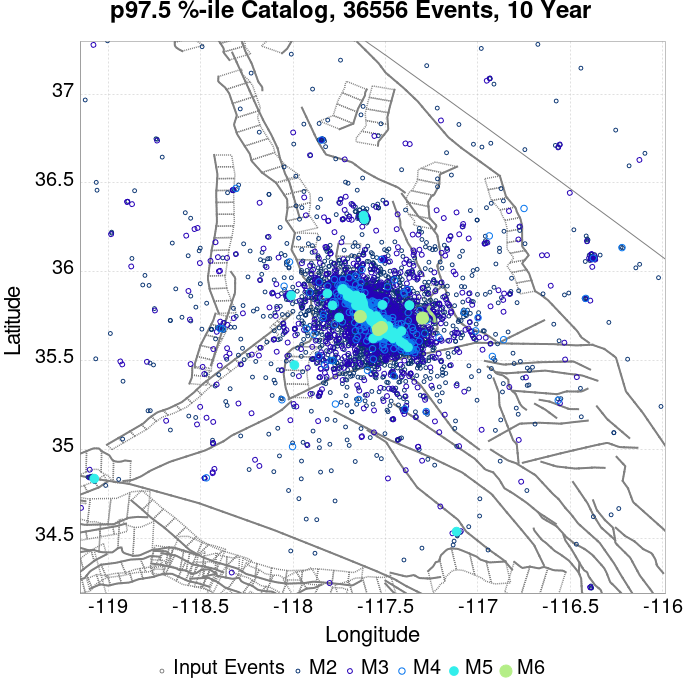 p97.5 %-ile Catalog, 36556 Events, 10 Year
37
36.5
36
35.5
35
34.5
Latitude
-119 -118.5 -118 -117.5 -117 -116.5 -116
Longitude
Input Events M2 M3 M4 M5 M6